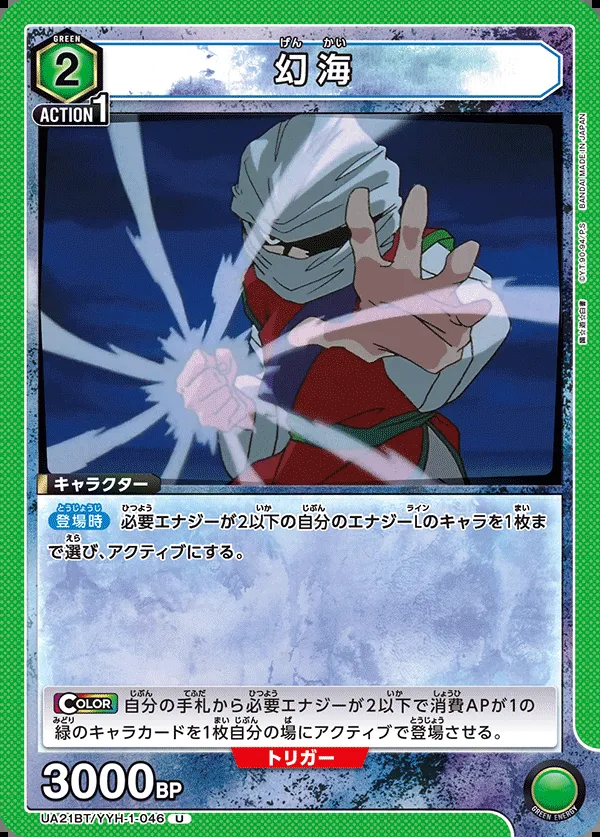 GREEN
2
ACTION 1
げんかい
幻海
BANDAI MADE IN JAPAN
©Y.T.90-94/P.S
キャラクター
とうじょうじ ひつよう いか じぶん ライン まい
登場時 必要エナジーが2以下の自分のエナジーLのキャラを1枚ま
えら
で選び、アクティブにする。
じぶん てふだ ひつよう いか しょうひ
COLOR 自分の手札から必要エナジーが2以下で消費APが1の
みどり まい じぶん ば とうじょう
緑のキャラカードを1枚自分の場にアクティブで登場させる。
トリガー
3000BP
UA21BT/YYH-1-046 U
GREEN ENERGY